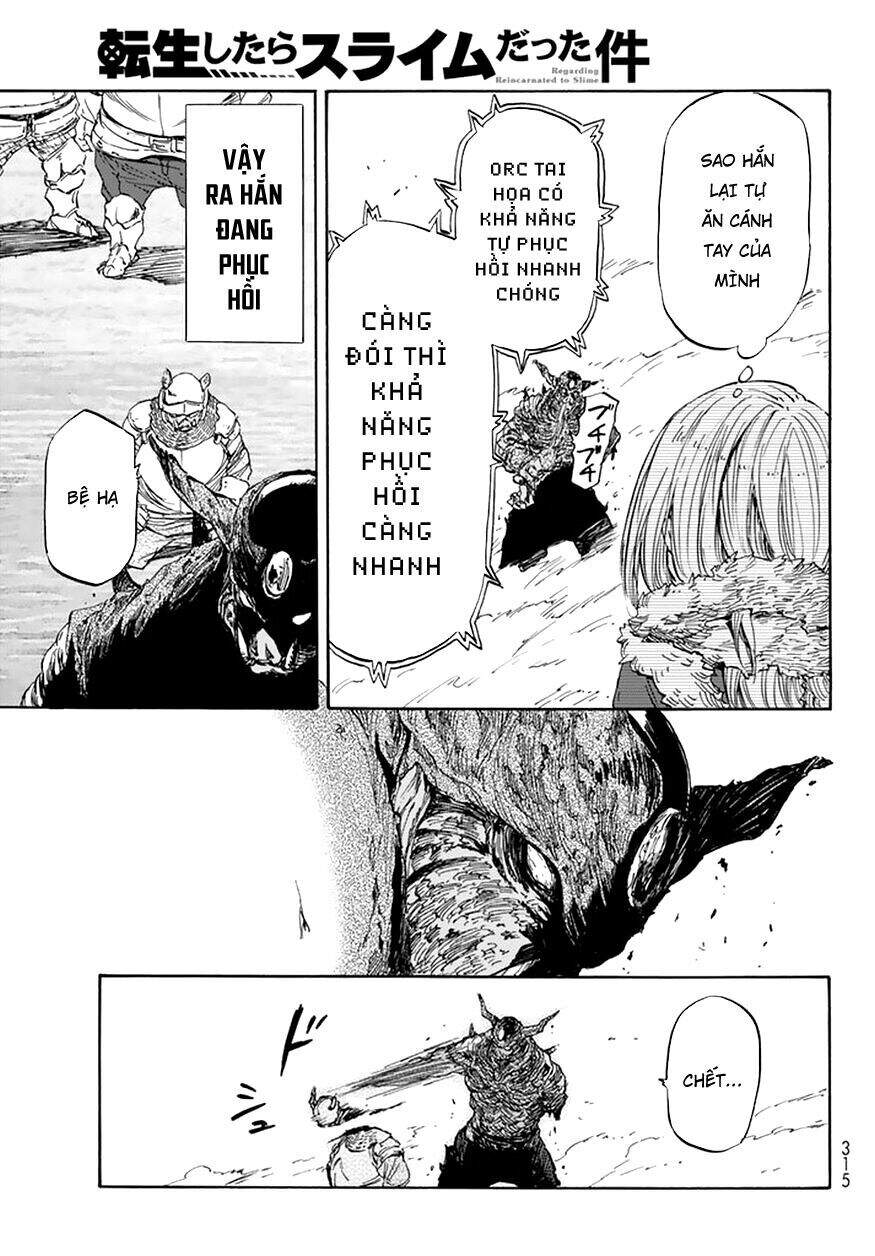 転生したらスライムだった件
Regarding
Reincarnated to Slime
SAO HẮN
LẠI TỰ
ĂN CÁNH
TAY CỦA
MÌNH
ORC TAI
HỌA CÓ
KHẢ NĂNG
TỰ PHỤC
HỒI NHANH
CHÓNG
CÀNG
ĐÓI THÌ
KHẢ
NĂNG
PHỤC
HỒI
CÀNG
NHANH
ブチブチ
VẬY
RA HẮN
ĐANG
PHỤC
HỒI
BỆ HẠ
CHẾT...
ドッ
315